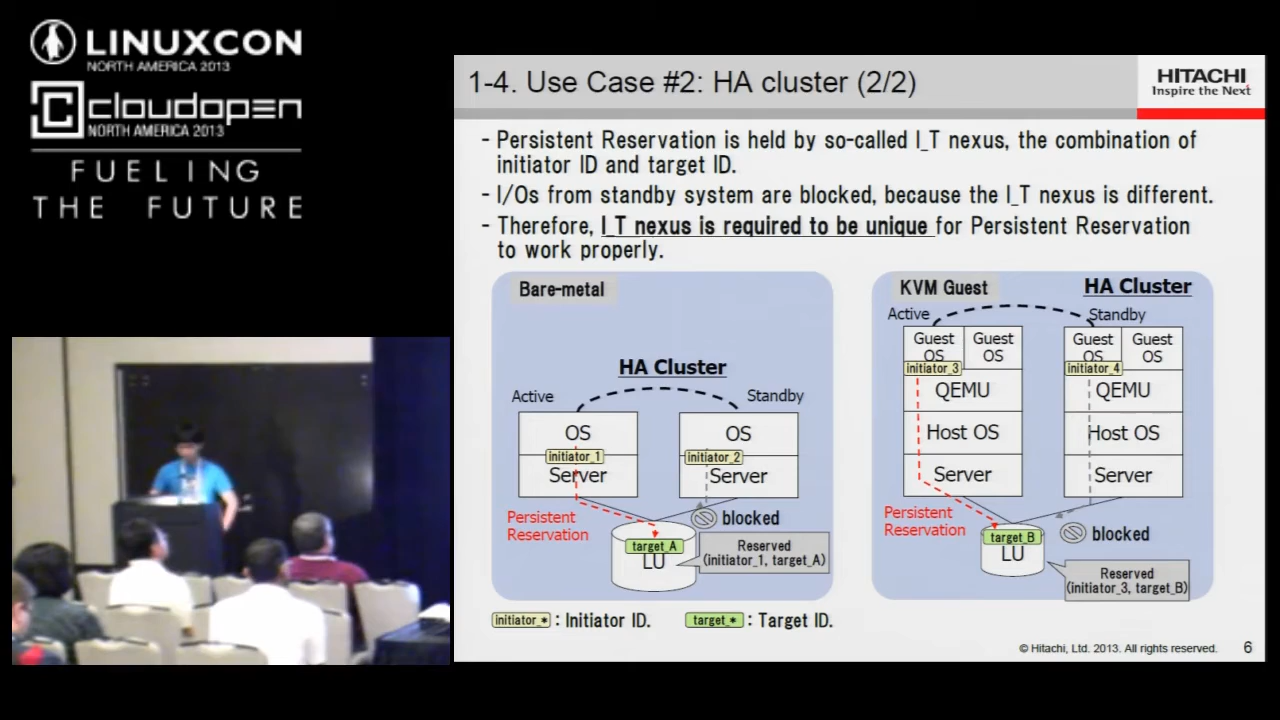 LINUXCON
NORTH AMERICA 2013
cloudopen
NORTH AMERICA 2013
FUELING
THE FUTURE
1-4. Use Case #2: HA cluster (2/2)
HITACHI
Inspire the Next
- Persistent Reservation is held by so-called I_T nexus, the combination of
initiator ID and target ID.
- I/Os from standby system are blocked, because the I_T nexus is different.
- Therefore, I_T nexus is required to be unique for Persistent Reservation
to work properly.
Bare-metal
HA Cluster
Active
Standby
OS
OS
initiator_1
initiator_2
Server
Server
Persistent
Reservation
blocked
target_A
LU
Reserved
(initiator_1, target_A)
KVM Guest
HA Cluster
Active
Standby
Guest
OS
Guest
OS
Guest
OS
Guest
OS
initiator_3
initiator_4
QEMU
QEMU
Host OS
Host OS
Server
Server
Persistent
Reservation
blocked
target_B
LU
Reserved
(initiator_3, target_B)
initiator_* : Initiator ID.
target_* : Target ID.
© Hitachi, Ltd. 2013. All rights reserved.
6